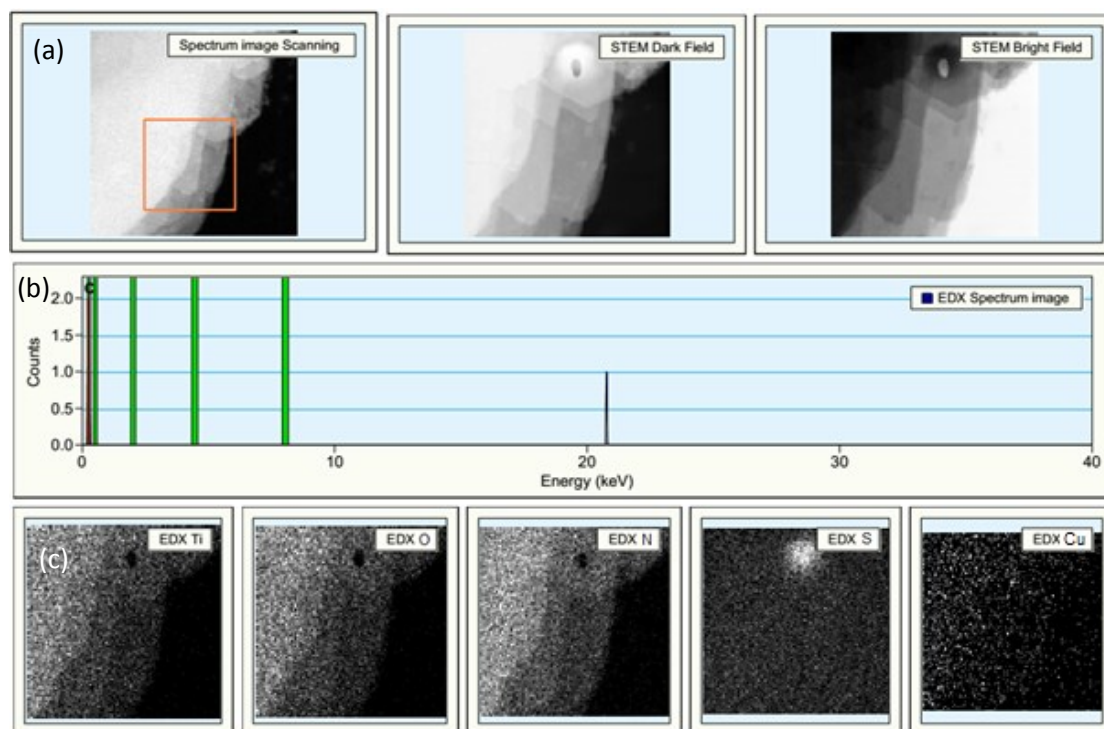 (a)
Spectrum image Scanning
STEM Dark Field
STEM Bright Field
(b)
c
EDX Spectrum image
Counts
2.0
1.5
1.0
0.5
0.0
0
10
20
30
40
Energy (keV)
(c)
EDX Ti
EDX O
EDX N
EDX S
EDX Cu